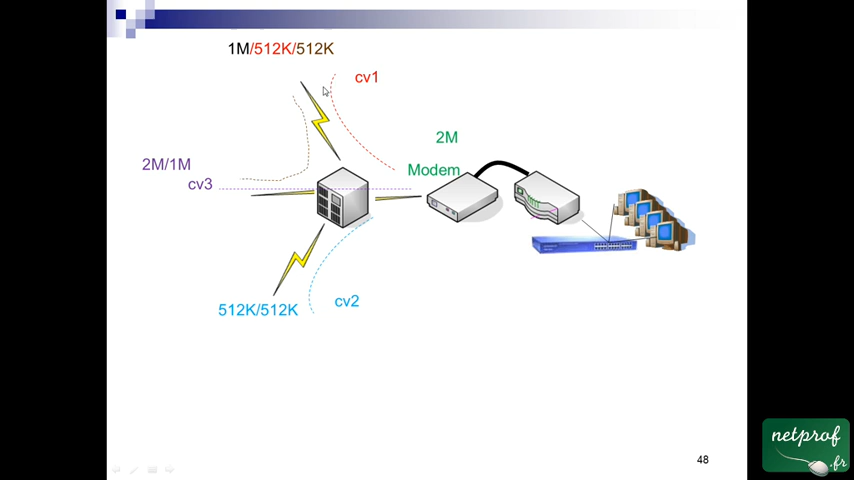 1M/512K/512K
cv1
2M
2M/1M
Modem
cv3
512K/512K
cv2
48
netprof
.fr